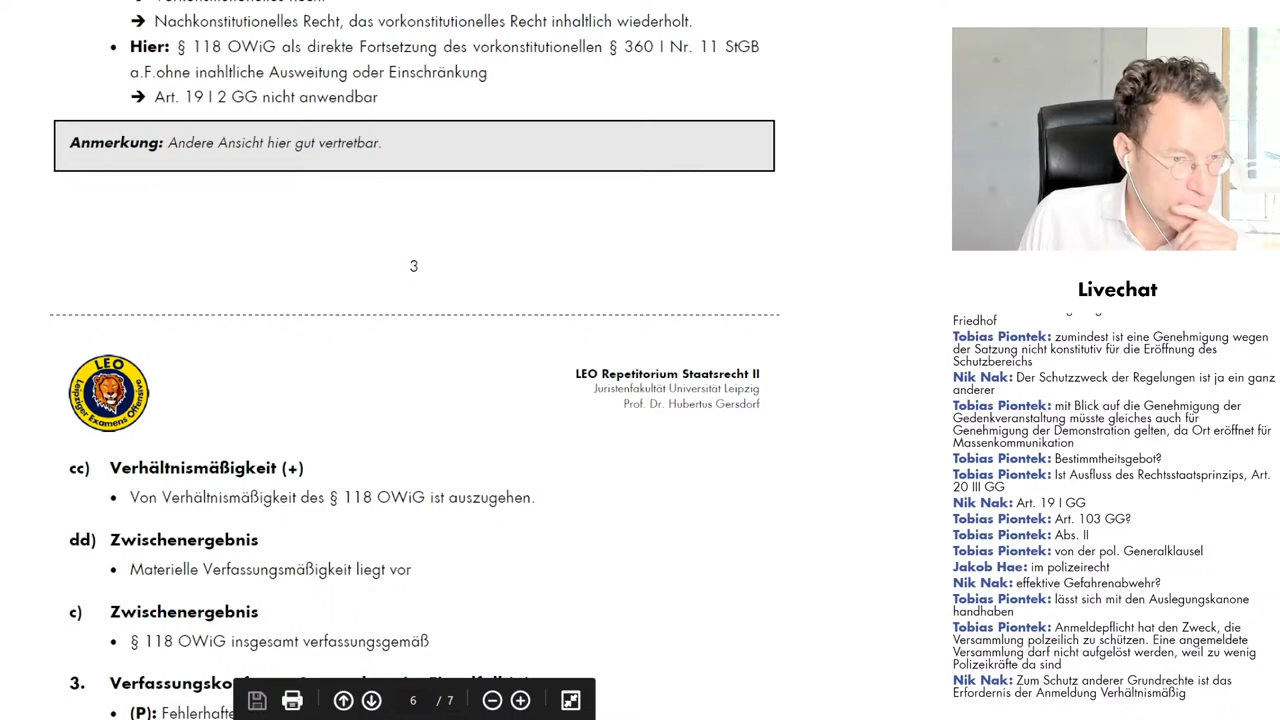 ➔ Nachkonstitutionelles Recht, das vorkonstitutionelles Recht inhaltlich wiederholt.
• Hier: § 118 OWiG als direkte Fortsetzung des vorkonstitutionellen § 360 I Nr. 11 StGB
a.F.ohne inahltliche Ausweitung oder Einschränkung
➔ Art. 19 I 2 GG nicht anwendbar
Anmerkung: Andere Ansicht hier gut vertretbar.
3
LEO
Leipziger Examens Offensive
LEO Repetitorium Staatsrecht II
Juristenfakultät Universität Leipzig
Prof. Dr. Hubertus Gersdorf
cc) Verhältnismäßigkeit (+)
• Von Verhältnismäßigkeit des § 118 OWiG ist auszugehen.
dd) Zwischenergebnis
• Materielle Verfassungsmäßigkeit liegt vor
c) Zwischenergebnis
• § 118 OWiG insgesamt verfassungsgemäß
3.
• (P): Fehlerhafte
6 / 7
Livechat
Friedhof
Tobias Piontek: zumindest ist eine Genehmigung wegen
der Satzung nicht konstitutiv für die Eröffnung des
Schutzbereichs
Nik Nak: Der Schutzzweck der Regelungen ist ja ein ganz
anderer
Tobias Piontek: mit Blick auf die Genehmigung der
Gedenkveranstaltung müsste gleiches auch für
Genehmigung der Demonstration gelten, da Ort eröffnet für
Massenkommunikation
Tobias Piontek: Bestimmtheitsgebot?
Tobias Piontek: Ist Ausfluss des Rechtsstaatsprinzips, Art.
20 III GG
Nik Nak: Art. 19 I GG
Tobias Piontek: Art. 103 GG?
Tobias Piontek: Abs. II
Tobias Piontek: von der pol. Generalklausel
Jakob Hae: im polizeirecht
Nik Nak: effektive Gefahrenabwehr?
Tobias Piontek: lässt sich mit den Auslegungskanone
handhaben
Tobias Piontek: Anmeldepflicht hat den Zweck, die
Versammlung polzeilich zu schützen. Eine angemeldete
Versammlung darf nicht aufgelöst werden, weil zu wenig
Polizeikräfte da sind
Nik Nak: Zum Schutz anderer Grundrechte ist das
Erfordernis der Anmeldung Verhältnismäßig